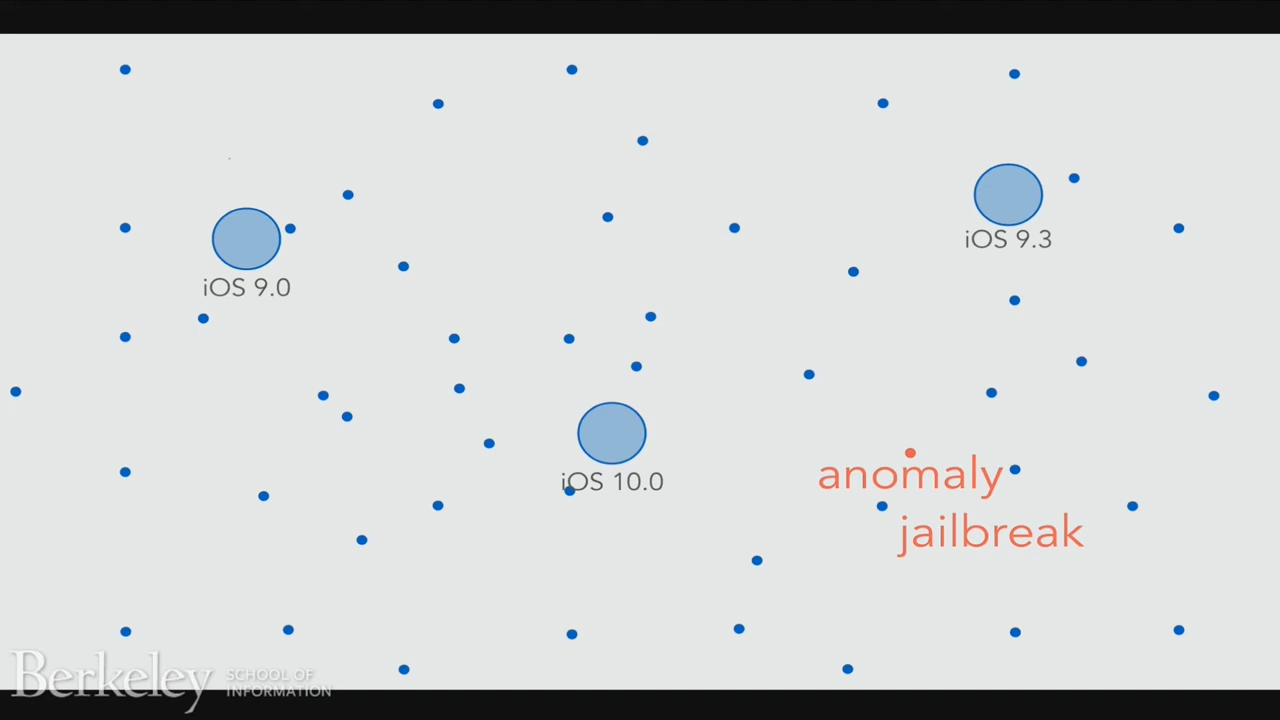 iOS 9.3
iOS 9.0
iOS 10.0
anomaly
jailbreak
Berkeley
SCHOOL OF
INFORMATION